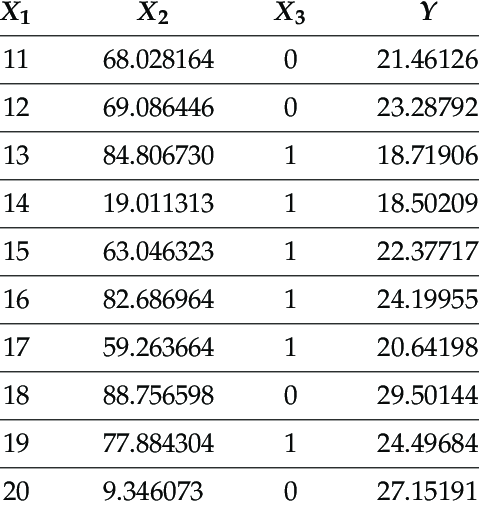 X1 X2 X3 Y
11 68.028164 0 21.46126
12 69.086446 0 23.28792
13 84.806730 1 18.71906
14 19.011313 1 18.50209
15 63.046323 1 22.37717
16 82.686964 1 24.19955
17 59.263664 1 20.64198
18 88.756598 0 29.50144
19 77.884304 1 24.49684
20 9.346073 0 27.15191